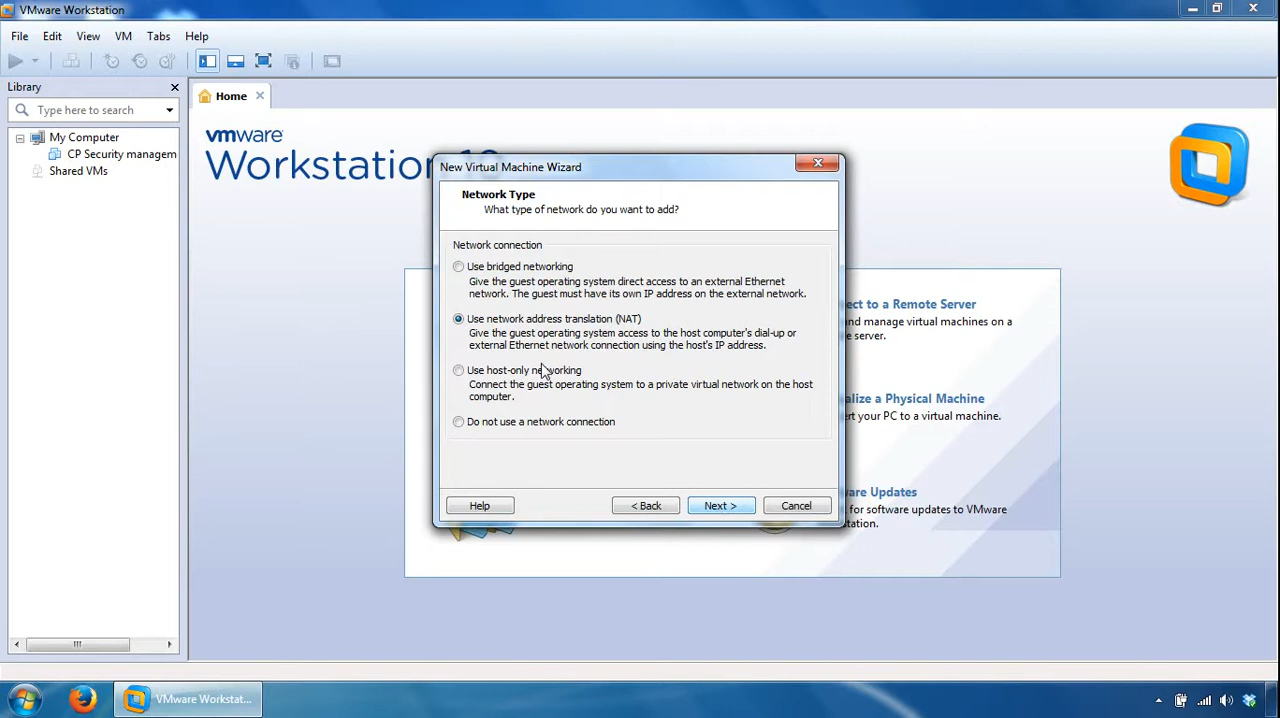 VMware Workstation
File Edit View VM Tabs Help
Library
Home
Type here to search
My Computer
CP Security managem
Shared VMs
vmware
Workstation
New Virtual Machine Wizard
Network Type
What type of network do you want to add?
Network connection
Use bridged networking
Give the guest operating system direct access to an external Ethernet
network. The guest must have its own IP address on the external network.
Use network address translation (NAT)
Give the guest operating system access to the host computer's dial-up or
external Ethernet network connection using the host's IP address.
Use host-only networking
Connect the guest operating system to a private virtual network on the host
computer.
Do not use a network connection
Help < Back Next > Cancel
ect to a Remote Server
and manage virtual machines on a
e server.
alize a Physical Machine
ert your PC to a virtual machine.
are Updates
for software updates to VMware
station.
VMware Workstat...